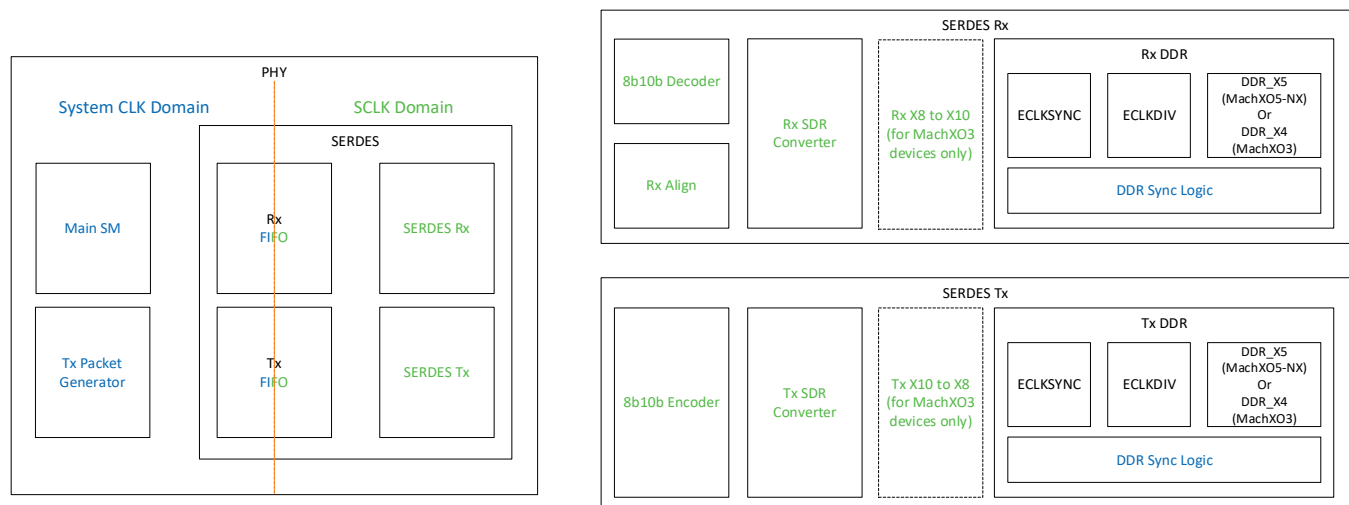 PHY
System CLK Domain
SCLK Domain
SERDES
Main SM
Rx
FIFO
SERDES Rx
Tx Packet
Generator
Tx
FIFO
SERDES Tx
SERDES Rx
8b10b Decoder
Rx Align
Rx SDR
Converter
Rx X8 to X10
(for MachXO3
devices only)
Rx DDR
ECLKSYNC
ECLKDIV
DDR_X5
(MachXO5-NX)
Or
DDR_X4
(MachXO3)
DDR Sync Logic
SERDES Tx
8b10b Encoder
Tx SDR
Converter
Tx X10 to X8
(for MachXO3
devices only)
Tx DDR
ECLKSYNC
ECLKDIV
DDR_X5
(MachXO5-NX)
Or
DDR_X4
(MachXO3)
DDR Sync Logic